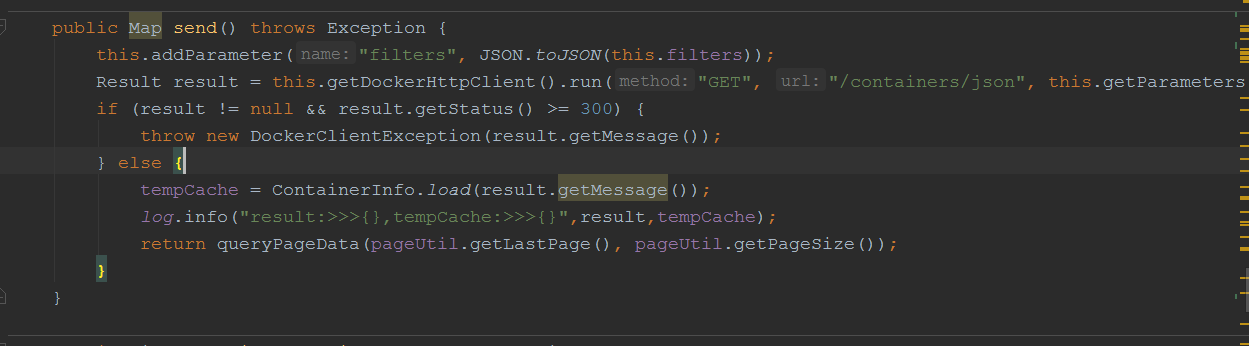 public Map send() throws Exception {
this.addParameter( name: "filters", JSON.toJSON(this.filters));
Result result = this.getDockerHttpClient().run( method: "GET", url: "/containers/json", this.getParameters
if (result != null && result.getStatus() >= 300) {
throw new DockerClientException(result.getMessage());
} else {
tempCache = ContainerInfo.load(result.getMessage());
log.info("result:>>>{},tempCache:>>>{}",result,tempCache);
return queryPageData(pageUtil.getLastPage(), pageUtil.getPageSize());
}
}